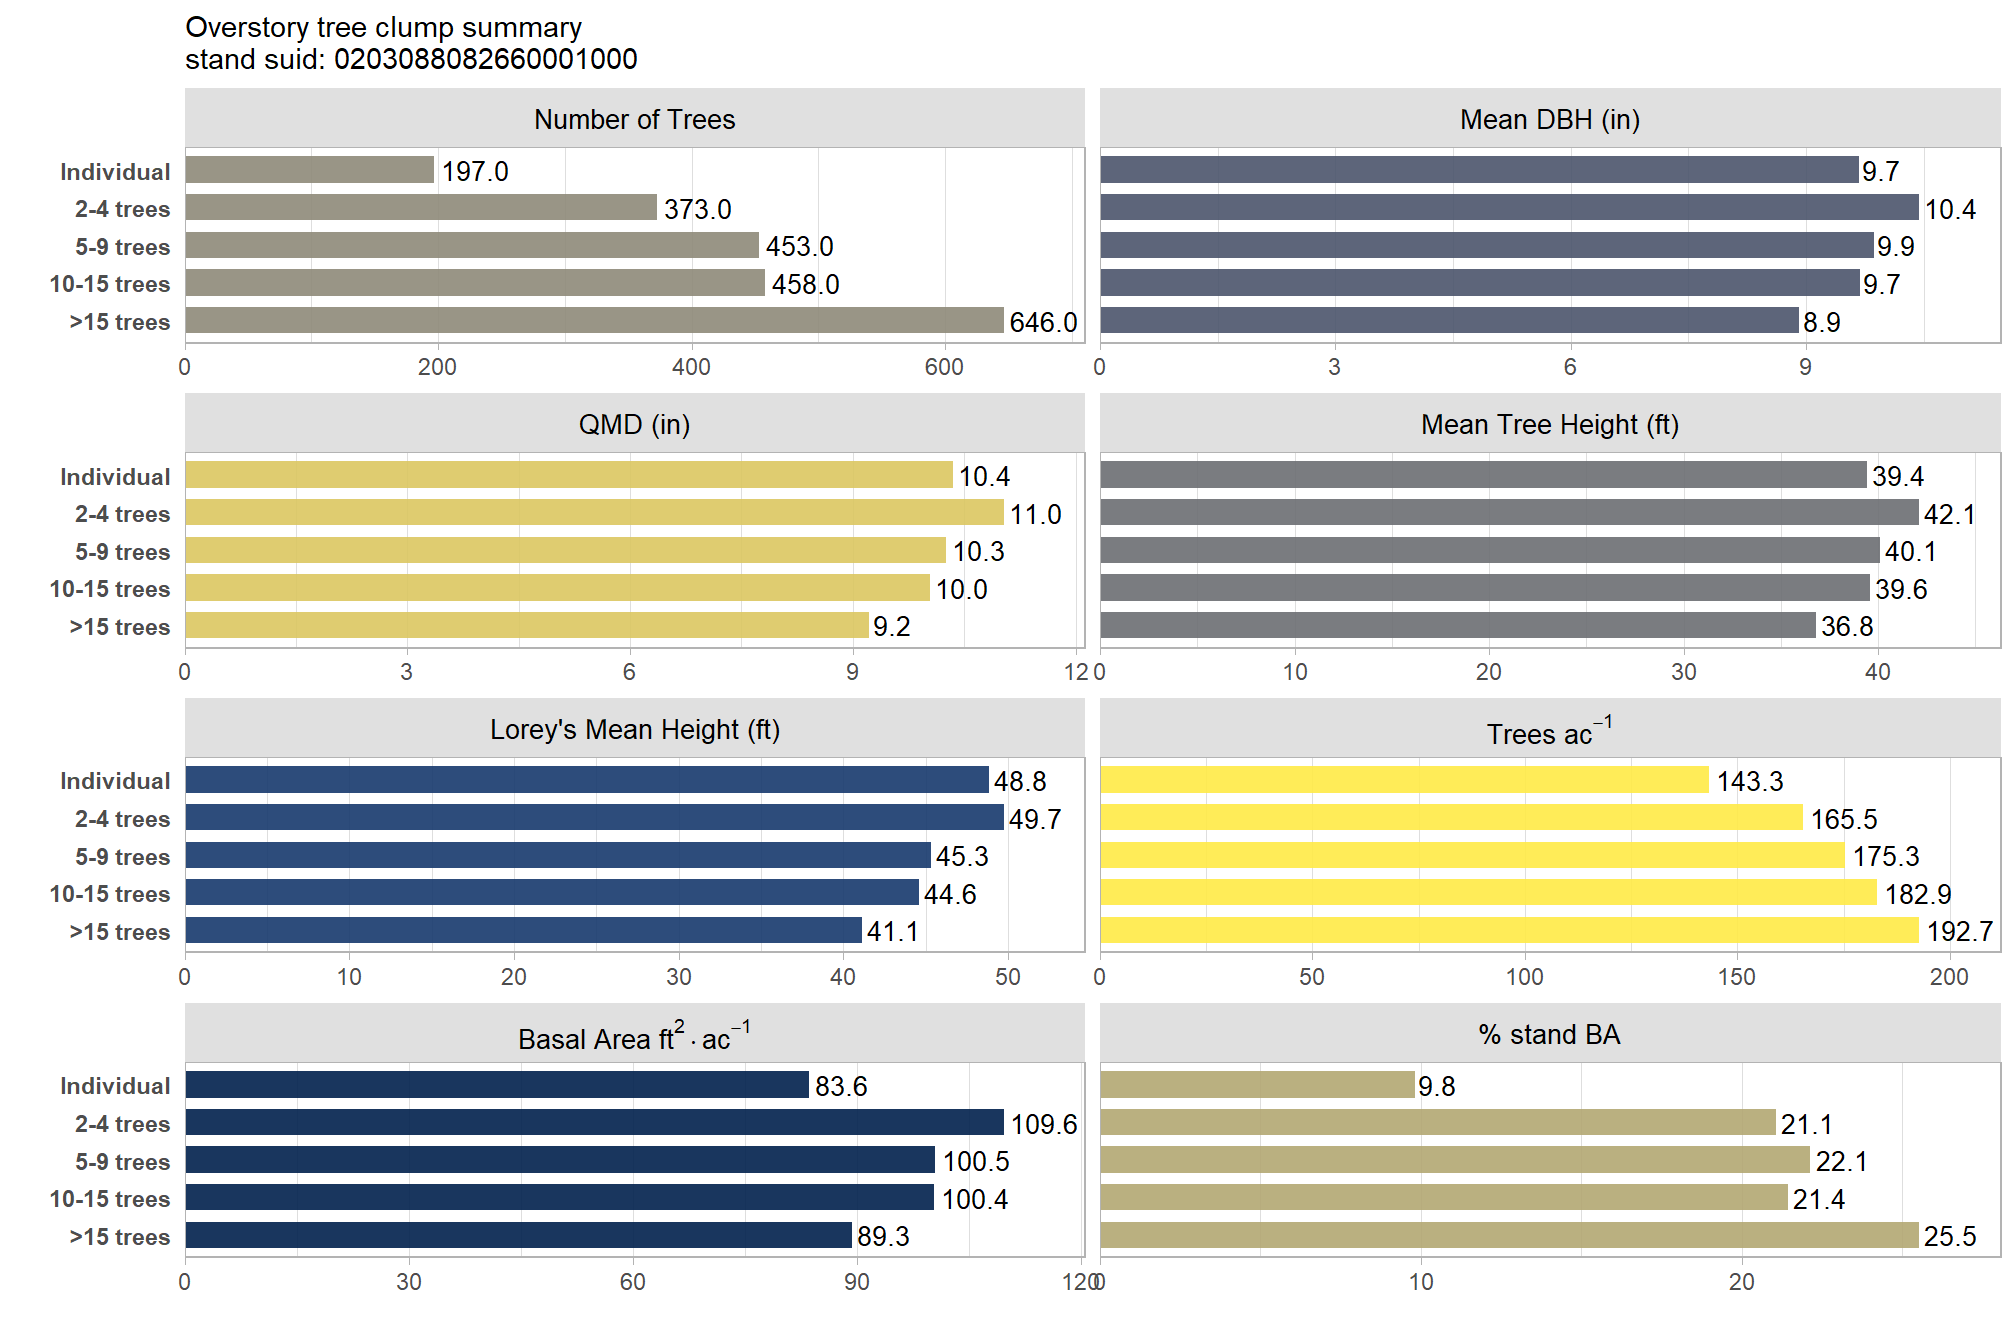 Overstory tree clump summary
stand suid: 0203088082660001000
Number of Trees
Individual 197.0
2-4 trees 373.0
5-9 trees 453.0
10-15 trees 458.0
>15 trees 646.0
0 200 400 600
Mean DBH (in)
9.7
10.4
9.9
9.7
8.9
0 3 6 9
QMD (in)
Individual 10.4
2-4 trees 11.0
5-9 trees 10.3
10-15 trees 10.0
>15 trees 9.2
0 3 6 9 12
Mean Tree Height (ft)
39.4
42.1
40.1
39.6
36.8
0 10 20 30 40
Lorey's Mean Height (ft)
Individual 48.8
2-4 trees 49.7
5-9 trees 45.3
10-15 trees 44.6
>15 trees 41.1
0 10 20 30 40 50
Trees ac⁻¹
143.3
165.5
175.3
182.9
192.7
0 50 100 150 200
Basal Area ft² · ac⁻¹
Individual 83.6
2-4 trees 109.6
5-9 trees 100.5
10-15 trees 100.4
>15 trees 89.3
0 30 60 90 120
% stand BA
9.8
21.1
22.1
21.4
25.5
0 10 20